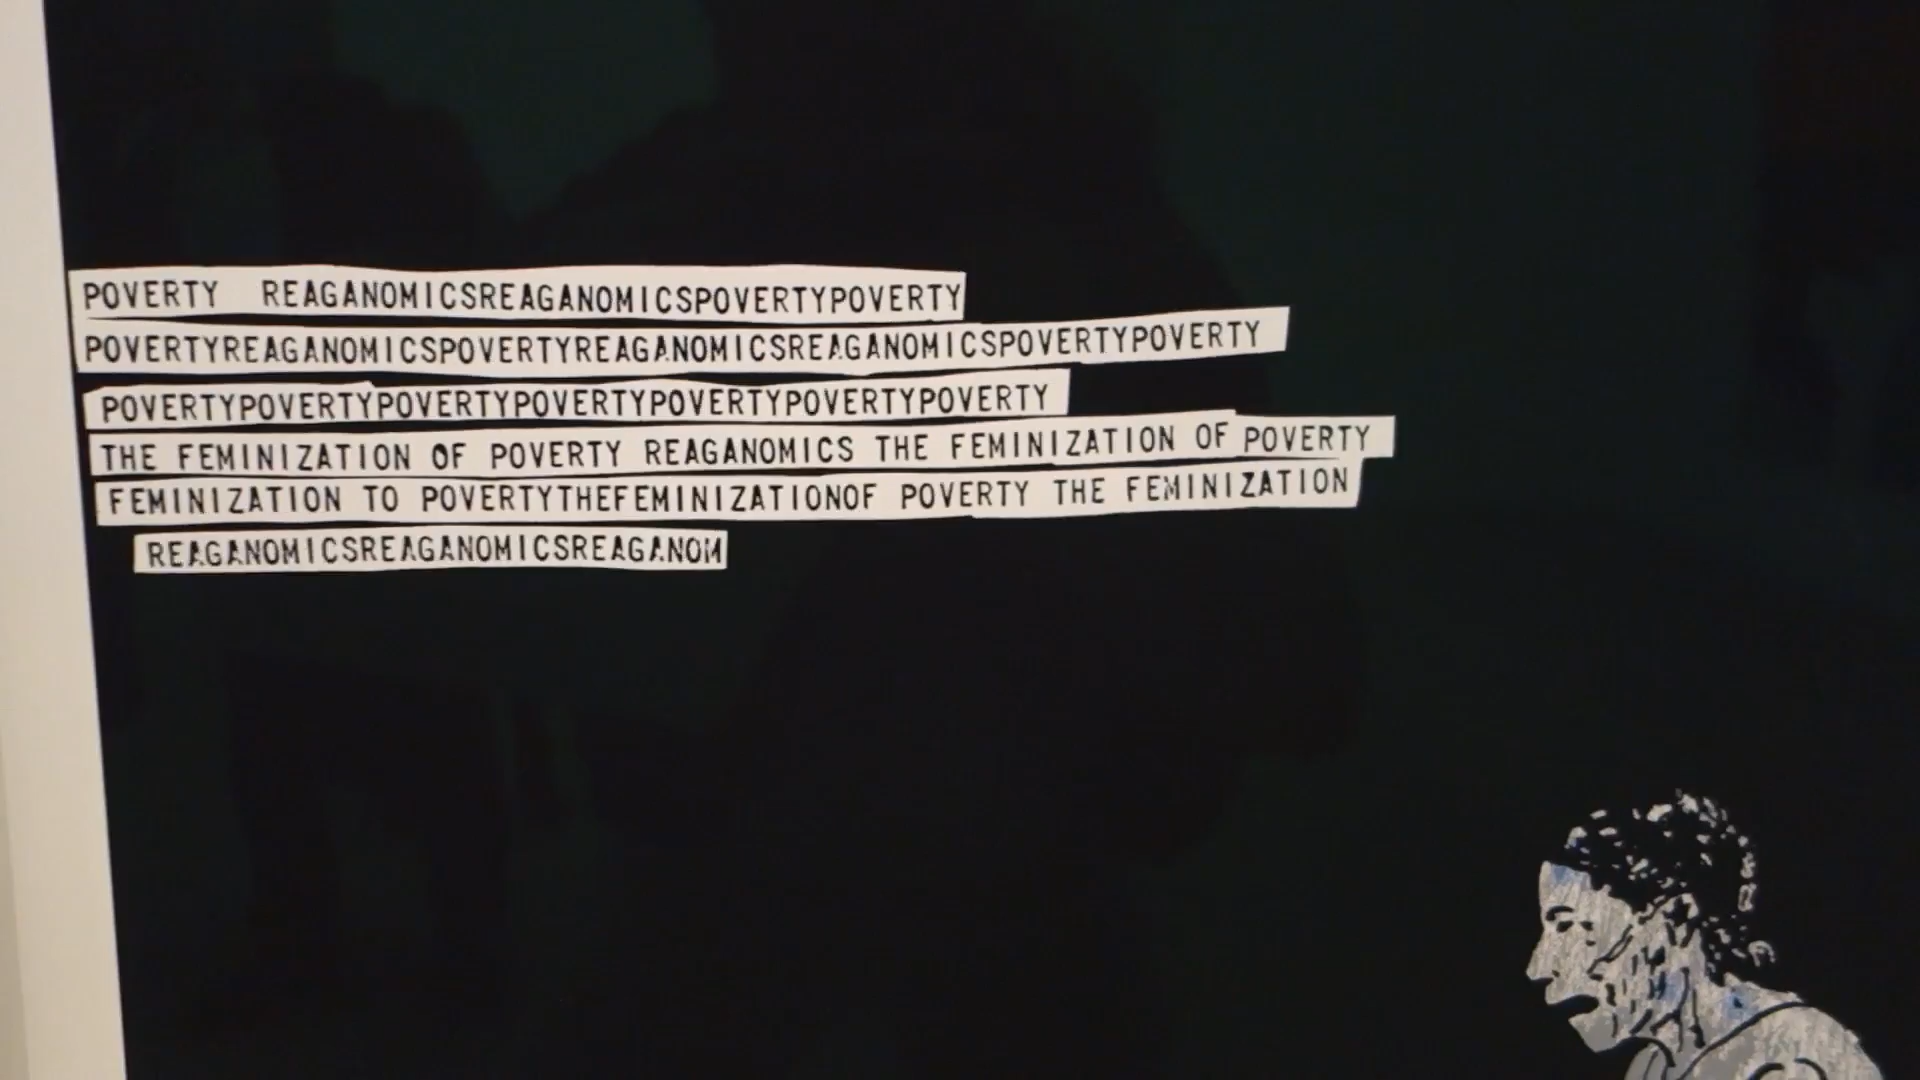 POVERTY REAGANOMICSREAGANOMICSPOVERTYPOVERTY
POVERTYREAGANOMICSPOVERTYREAGANOMICSREAGANOMICSPOVERTYPOVERTY
POVERTYPOVERTYPOVERTYPOVERTYPOVERTYPOVERTYPOVERTY
THE FEMINIZATION OF POVERTY REAGANOMICS THE FEMINIZATION OF POVERTY
FEMINIZATION TO POVERTYTHEFEMINIZATIONOF POVERTY THE FEMINIZATION
REAGANOMICSREAGANOMICSREAGANOM